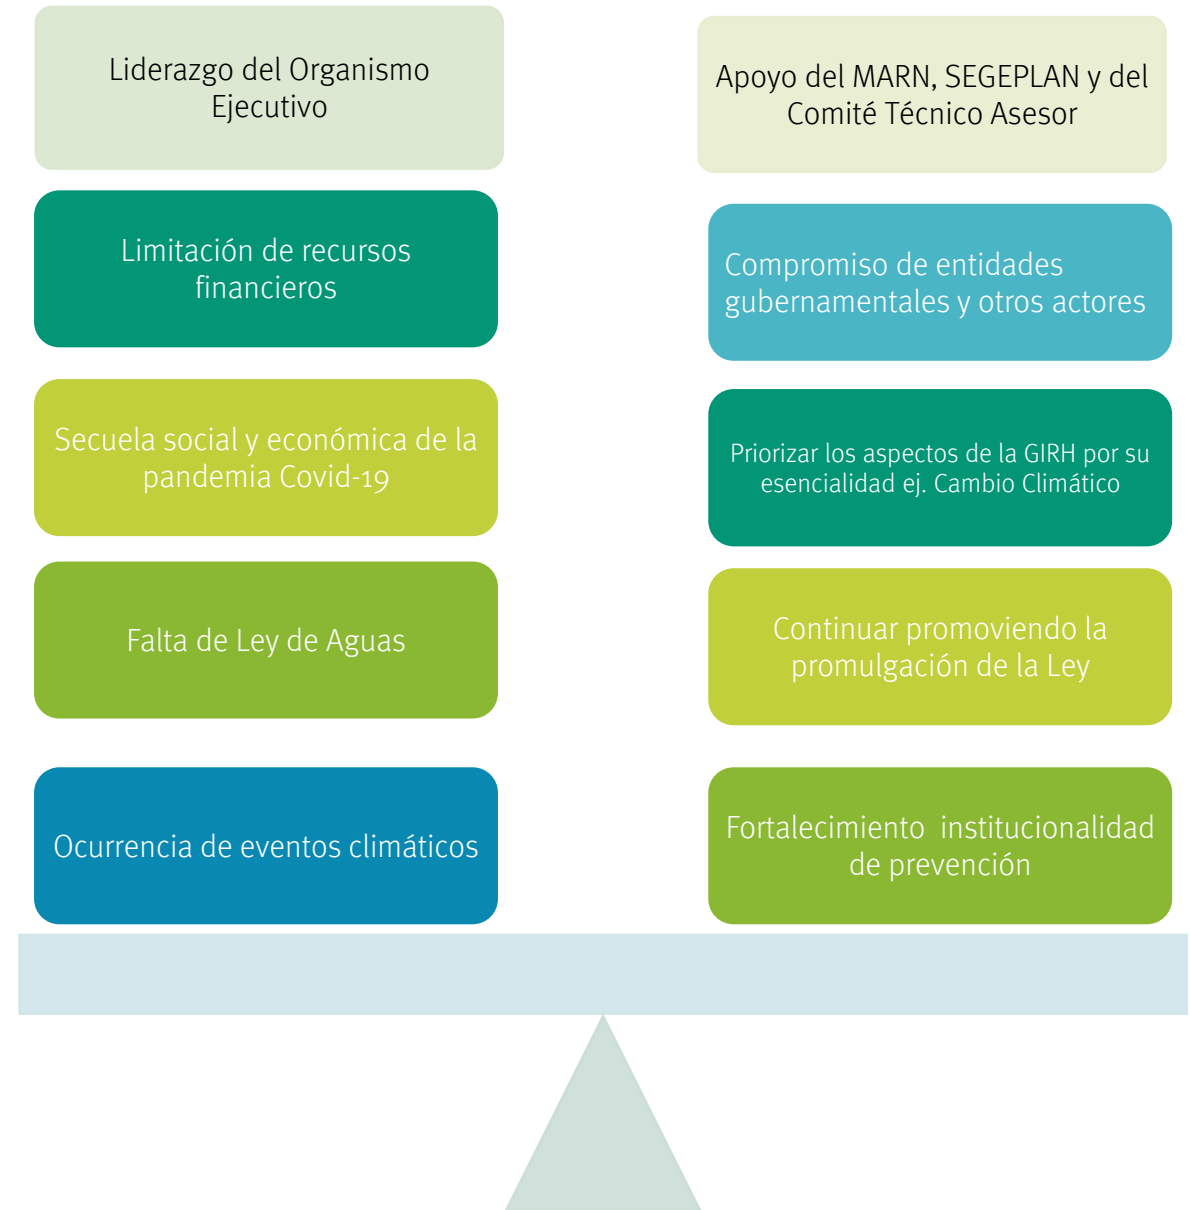 Liderazgo del Organismo
Ejecutivo
Apoyo del MARN, SEGEPLAN y del
Comité Técnico Asesor
Limitación de recursos
financieros
Compromiso de entidades
gubernamentales y otros actores
Secuela social y económica de la
pandemia Covid-19
Priorizar los aspectos de la GIRH por su
esencialidad ej. Cambio Climático
Falta de Ley de Aguas
Continuar promoviendo la
promulgación de la Ley
Ocurrencia de eventos climáticos
Fortalecimiento institucionalidad
de prevención